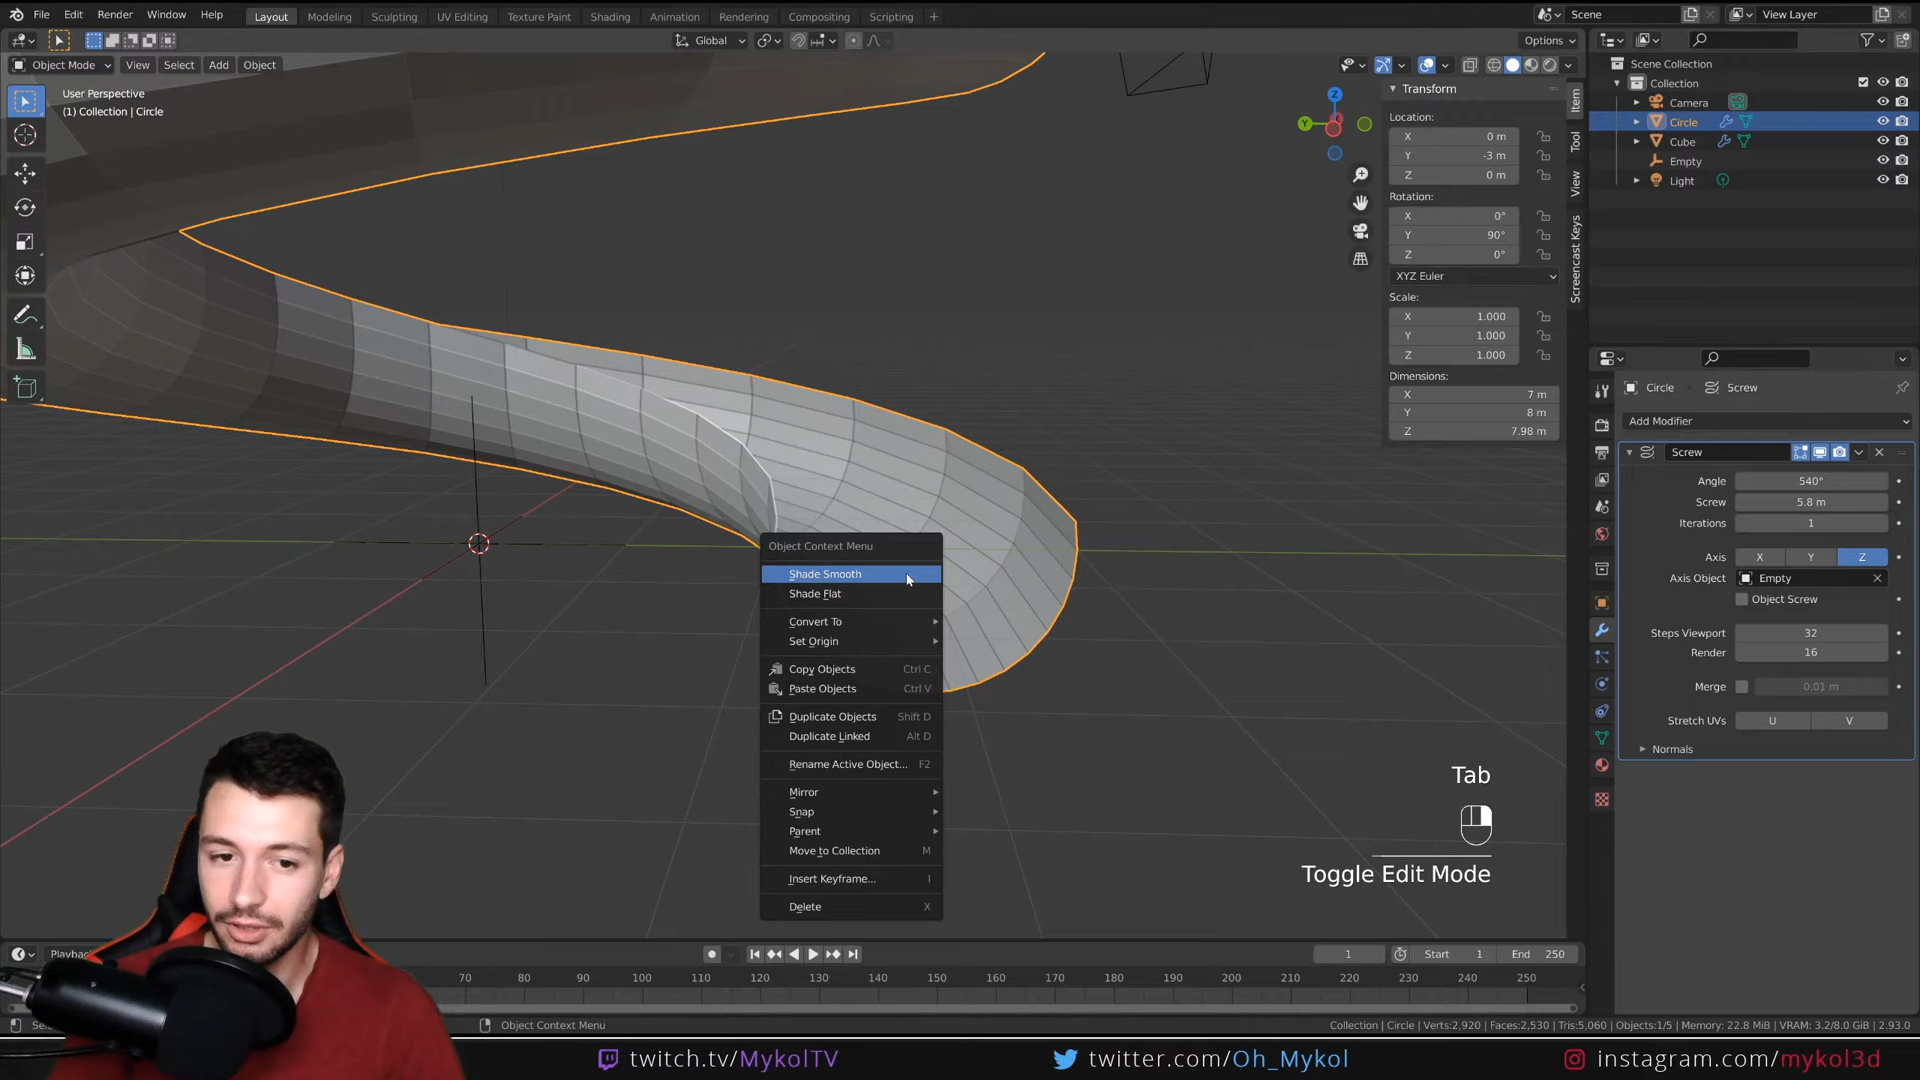 File Edit Render Window Help
Layout Modeling Sculpting UV Editing Texture Paint Shading Animation Rendering Compositing Scripting +
Scene
View Layer
Global
Options
Object Mode View Select Add Object
User Perspective
(1) Collection | Circle
Z
Y
Transform
Location:
X 0 m
Y -3 m
Z 0 m
Rotation:
X 0°
Y 90°
Z 0°
XYZ Euler
Scale:
X 1.000
Y 1.000
Z 1.000
Dimensions:
X 7 m
Y 8 m
Z 7.98 m
Item
Tool
View
Screencast Keys
Scene Collection
Collection
Camera
Circle
Cube
Empty
Light
Circle Screw
Add Modifier
Screw
Angle 540°
Screw 5.8 m
Iterations 1
Axis X Y Z
Axis Object Empty
Object Screw
Steps Viewport 32
Render 16
Merge 0.01 m
Stretch UVs U V
Normals
Object Context Menu
Shade Smooth
Shade Flat
Convert To
Set Origin
Copy Objects Ctrl C
Paste Objects Ctrl V
Duplicate Objects Shift D
Duplicate Linked Alt D
Rename Active Object... F2
Mirror
Snap
Parent
Move to Collection M
Insert Keyframe... I
Delete X
Tab
Toggle Edit Mode
1 Start 1 End 250
70 80 90 100 110 120 130 140 150 160 170 180 190 200 210 220 230 240 250
Object Context Menu
Collection | Circle | Verts:2,920 | Faces:2,530 | Tris:5,060 | Objects:1/5 | Memory: 22.8 MiB | VRAM: 3.2/8.0 GiB | 2.93.0
twitch.tv/MykolTV twitter.com/Oh_Mykol instagram.com/mykol3d